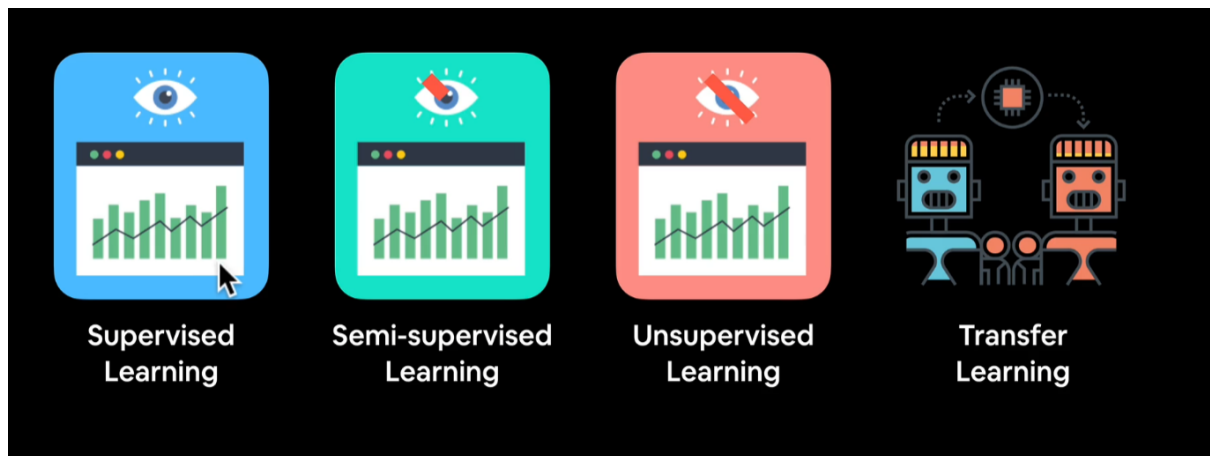 Supervised
Learning
Semi-supervised
Learning
Unsupervised
Learning
Transfer
Learning